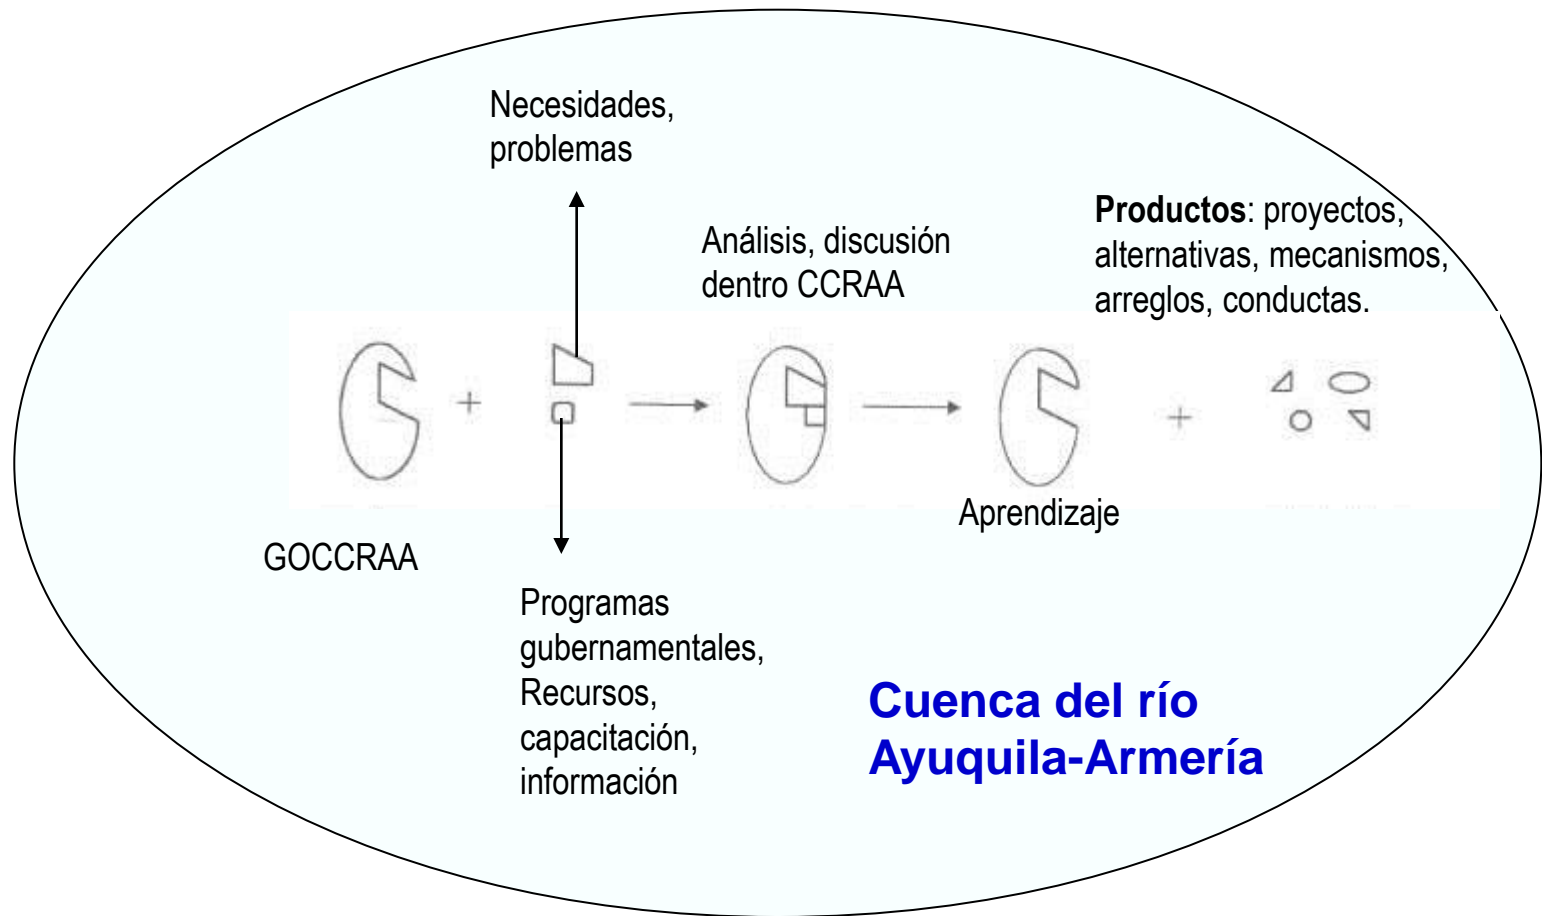 Necesidades,
problemas
Análisis, discusión
dentro CCRAA
Productos: proyectos,
alternativas, mecanismos,
arreglos, conductas.
+
+
GOCCRAA
Aprendizaje
Programas
gubernamentales,
Recursos,
capacitación,
información
Cuenca del río
Ayuquila-Armería